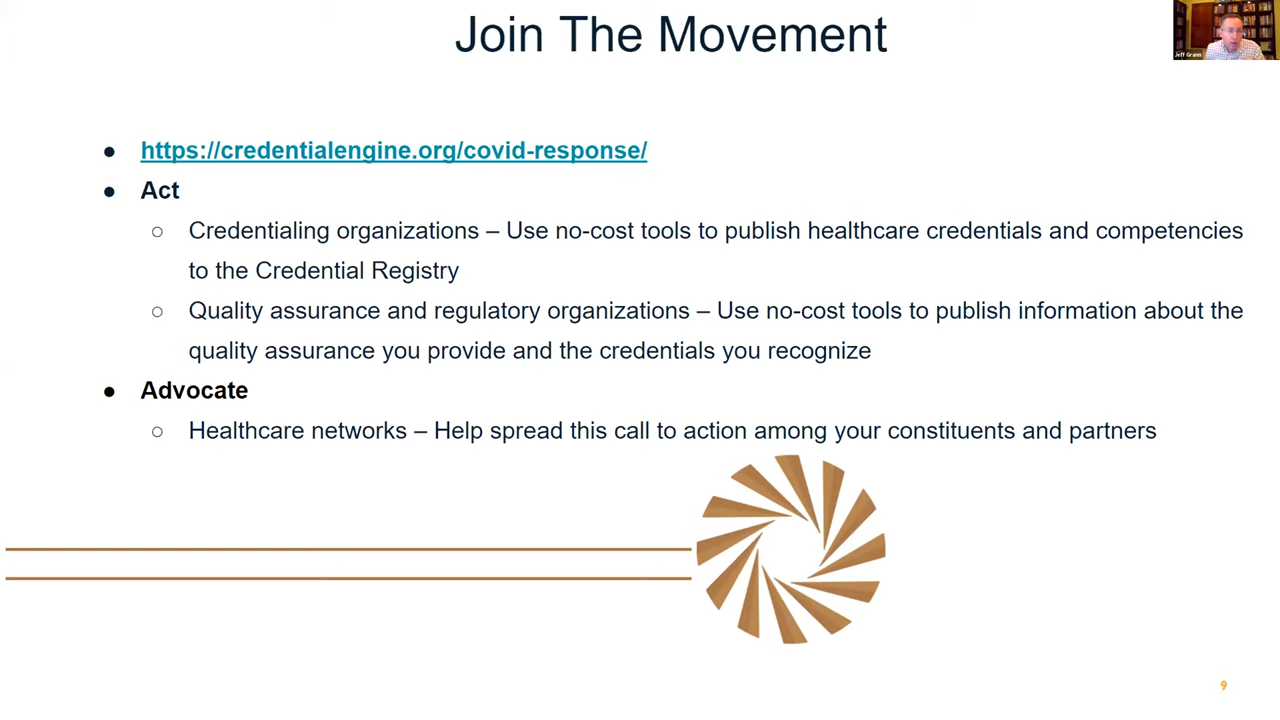 Join The Movement
Jeff Grann
● https://credentialengine.org/covid-response/
● Act
○ Credentialing organizations – Use no-cost tools to publish healthcare credentials and competencies
to the Credential Registry
○ Quality assurance and regulatory organizations – Use no-cost tools to publish information about the
quality assurance you provide and the credentials you recognize
● Advocate
○ Healthcare networks – Help spread this call to action among your constituents and partners
9